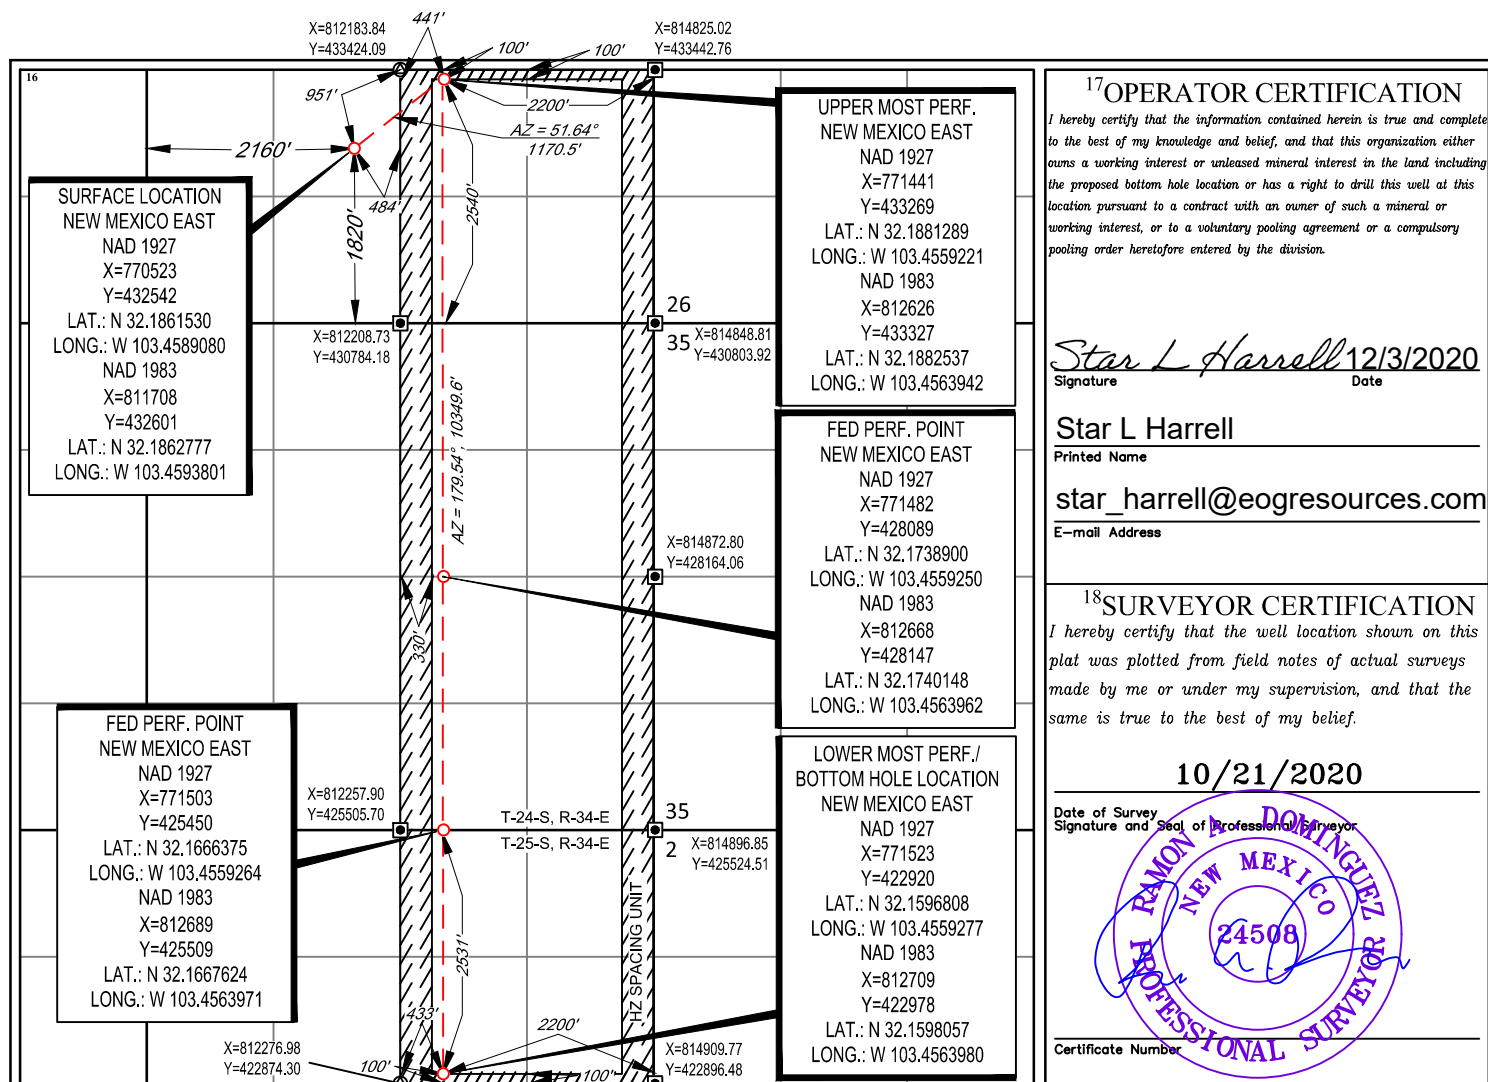 X=812183.84
Y=433424.09
441'
100'
100'
X=814825.02
Y=433442.76
16
951'
2200'
AZ = 51.64°
1170.5'
2160'
484'
1820'
2540'
SURFACE LOCATION
NEW MEXICO EAST
NAD 1927
X=770523
Y=432542
LAT.: N 32.1861530
LONG.: W 103.4589080
NAD 1983
X=811708
Y=432601
LAT.: N 32.1862777
LONG.: W 103.4593801
UPPER MOST PERF.
NEW MEXICO EAST
NAD 1927
X=771441
Y=433269
LAT.: N 32.1881289
LONG.: W 103.4559221
NAD 1983
X=812626
Y=433327
LAT.: N 32.1882537
LONG.: W 103.4563942
X=812208.73
Y=430784.18
26
35
X=814848.81
Y=430803.92
AZ = 179.54°, 10349.6'
FED PERF. POINT
NEW MEXICO EAST
NAD 1927
X=771482
Y=428089
LAT.: N 32.1738900
LONG.: W 103.4559250
NAD 1983
X=812668
Y=428147
LAT.: N 32.1740148
LONG.: W 103.4563962
X=814872.80
Y=428164.06
330'
FED PERF. POINT
NEW MEXICO EAST
NAD 1927
X=771503
Y=425450
LAT.: N 32.1666375
LONG.: W 103.4559264
NAD 1983
X=812689
Y=425509
LAT.: N 32.1667624
LONG.: W 103.4563971
X=812257.90
Y=425505.70
T-24-S, R-34-E
T-25-S, R-34-E
35
2
X=814896.85
Y=425524.51
LOWER MOST PERF./
BOTTOM HOLE LOCATION
NEW MEXICO EAST
NAD 1927
X=771523
Y=422920
LAT.: N 32.1596808
LONG.: W 103.4559277
NAD 1983
X=812709
Y=422978
LAT.: N 32.1598057
LONG.: W 103.4563980
HZ SPACING UNIT
2531'
433'
2200'
X=812276.98
Y=422874.30
100'
100'
X=814909.77
Y=422896.48
17 OPERATOR CERTIFICATION
I hereby certify that the information contained herein is true and complete
to the best of my knowledge and belief, and that this organization either
owns a working interest or unleased mineral interest in the land including
the proposed bottom hole location or has a right to drill this well at this
location pursuant to a contract with an owner of such a mineral or
working interest, or to a voluntary pooling agreement or a compulsory
pooling order heretofore entered by the division.
Star L Harrell 12/3/2020
Signature Date
Star L Harrell
Printed Name
star_harrell@eogresources.com
E-mail Address
18 SURVEYOR CERTIFICATION
I hereby certify that the well location shown on this
plat was plotted from field notes of actual surveys
made by me or under my supervision, and that the
same is true to the best of my belief.
10/21/2020
Date of Survey
Signature and Seal of Professional Surveyor
RAMON A. DOMINGUEZ
NEW MEXICO
24508
PROFESSIONAL SURVEYOR
Certificate Number